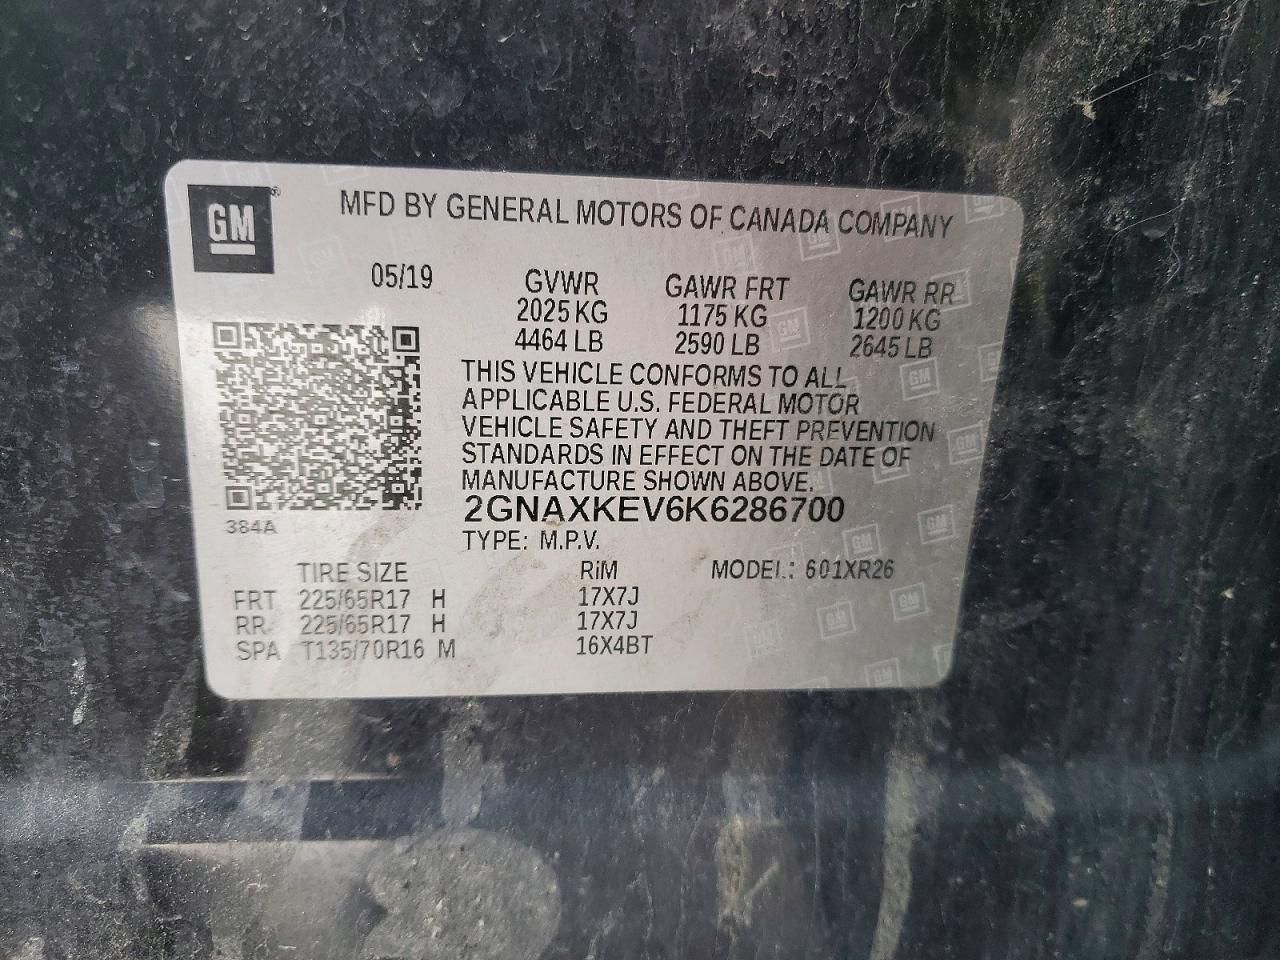 GM ®
MFD BY GENERAL MOTORS OF CANADA COMPANY
05/19 GVWR GAWR FRT GAWR RR
2025 KG 1175 KG 1200 KG
4464 LB 2590 LB 2645 LB
THIS VEHICLE CONFORMS TO ALL
APPLICABLE U.S. FEDERAL MOTOR
VEHICLE SAFETY AND THEFT PREVENTION
STANDARDS IN EFFECT ON THE DATE OF
MANUFACTURE SHOWN ABOVE.
2GNAXKEV6K6286700
384A
TYPE: M.P.V.
TIRE SIZE RIM MODEL: 601XR26
FRT 225/65R17 H 17X7J
RR 225/65R17 H 17X7J
SPA T135/70R16 M 16X4BT